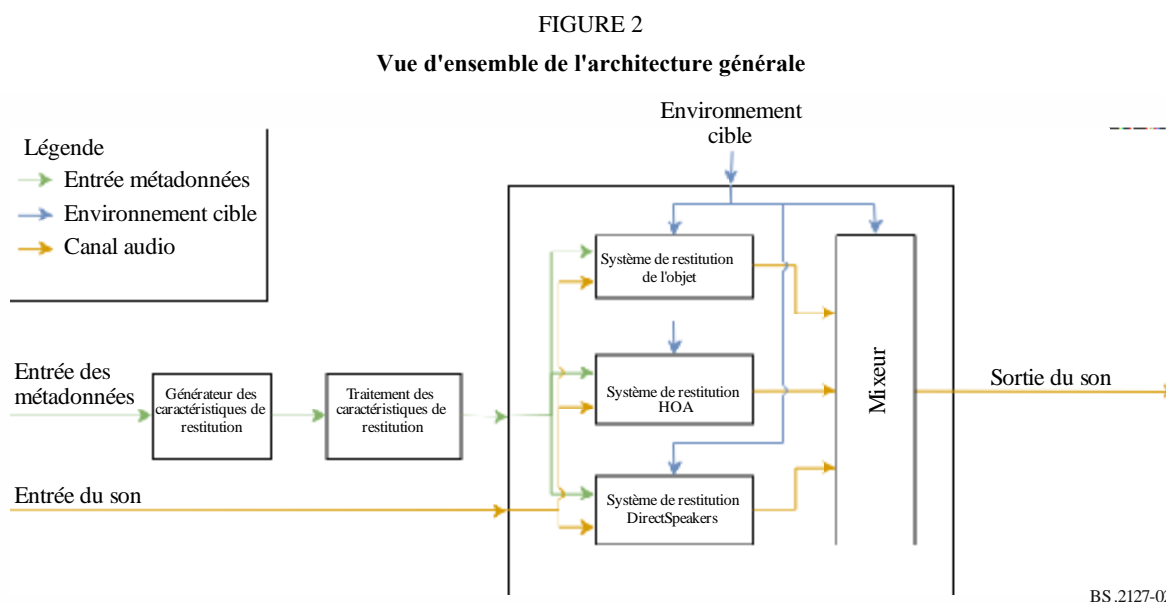 FIGURE 2
Vue d'ensemble de l'architecture générale
Environnement
cible
Légende
Entrée métadonnées
Environnement cible
Canal audio
Système de restitution
de l'objet
Entrée des
métadonnées
Générateur des
caractéristiques de
restitution
Traitement des
caractéristiques de
restitution
Système de restitution
HOA
Mixeur
Sortie du son
Entrée du son
Système de restitution
DirectSpeakers
BS.2127-02